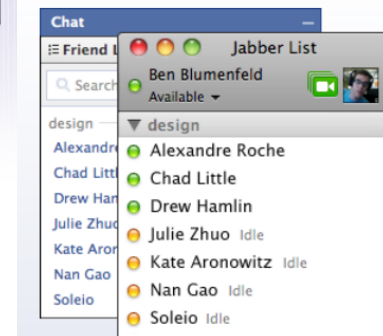 Chat
Friend L
Search
design
Alexandre
Chad Littl
Drew Ham
Julie Zhuo
Kate Aron
Nan Gao
Soleio
Jabber List
Ben Blumenfeld
Available
design
Alexandre Roche
Chad Little
Drew Hamlin
Julie Zhuo Idle
Kate Aronowitz Idle
Nan Gao Idle
Soleio Idle